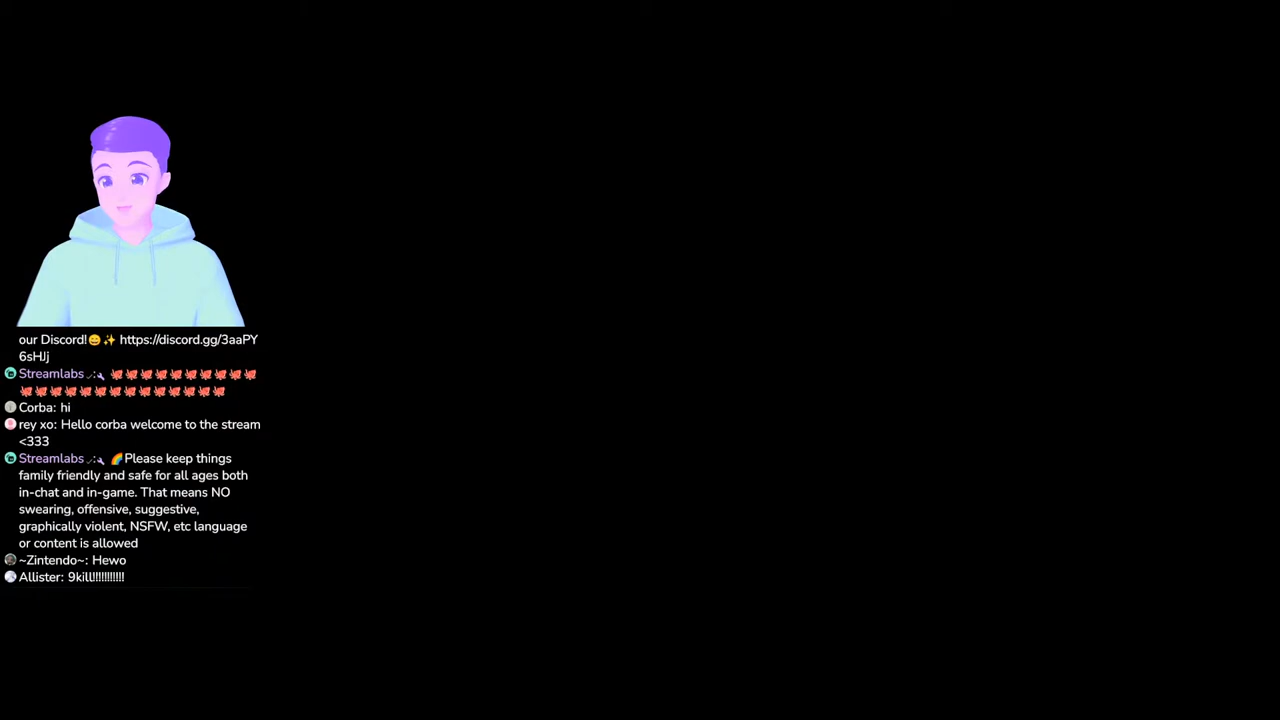 our Discord!😄✨ https://discord.gg/3aaPY
6sHJj
Streamlabs 🐙🐙🐙🐙🐙🐙🐙🐙🐙🐙
🐙🐙🐙🐙🐙🐙🐙🐙🐙🐙🐙🐙🐙🐙
Corba: hi
rey xo: Hello corba welcome to the stream
<333
Streamlabs 🌈Please keep things
family friendly and safe for all ages both
in-chat and in-game. That means NO
swearing, offensive, suggestive,
graphically violent, NSFW, etc language
or content is allowed
~Zintendo~: Hewo
Allister: 9kill!!!!!!!!!!!